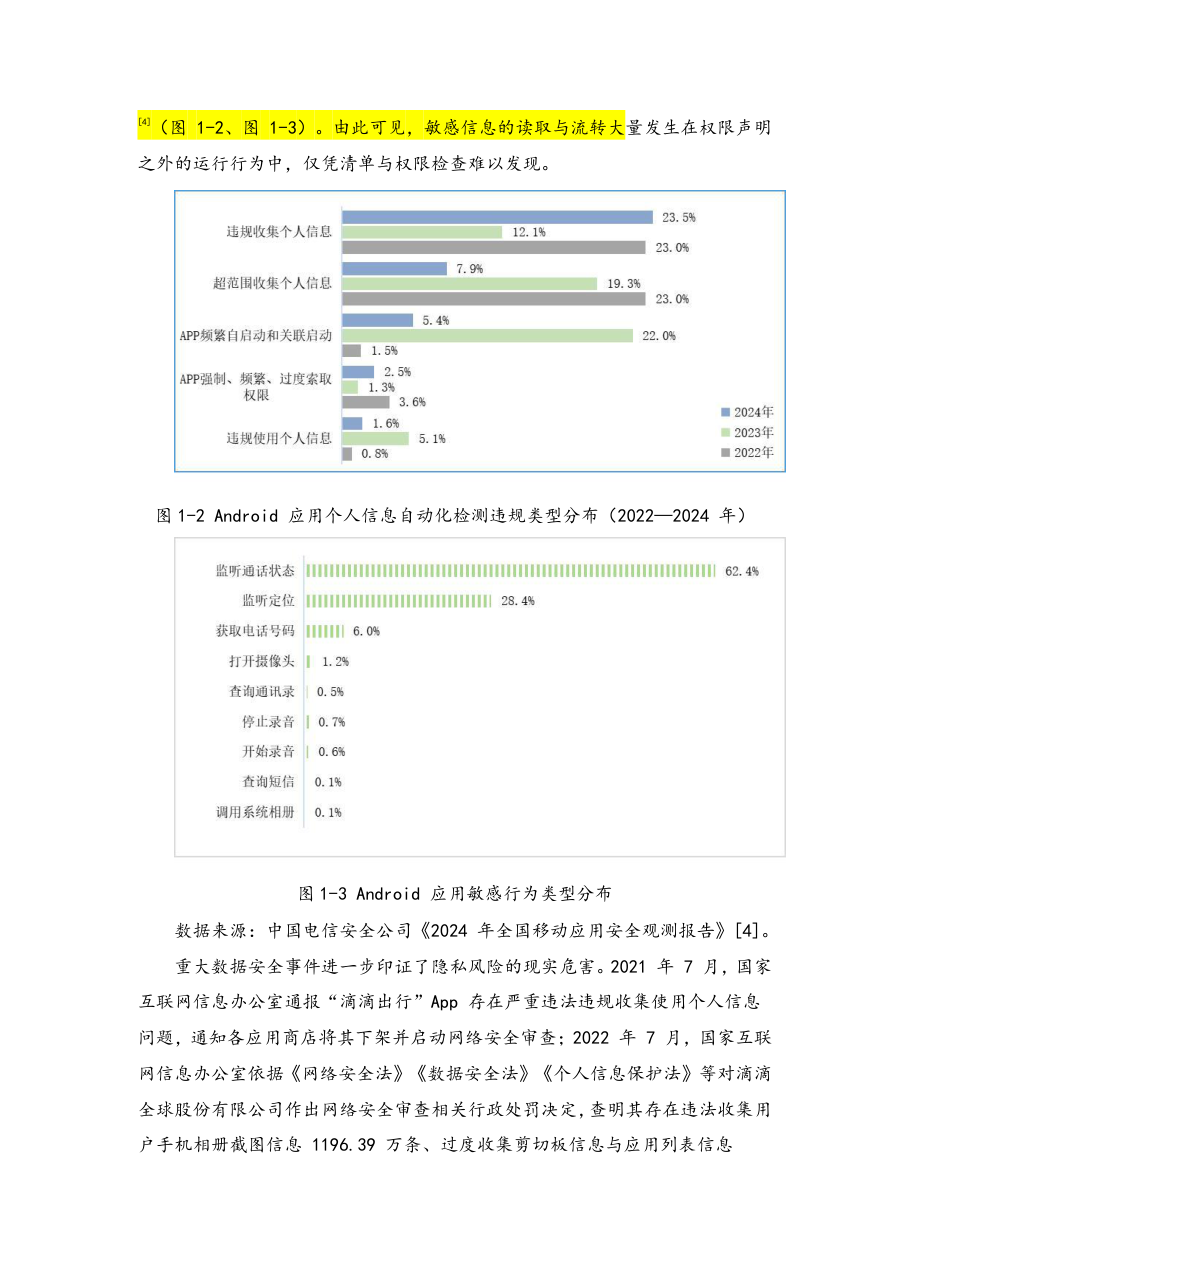 [4]（图 1-2、图 1-3）。由此可见，敏感信息的读取与流转大量发生在权限声明
之外的运行行为中，仅凭清单与权限检查难以发现。
违规收集个人信息
23.5%
12.1%
23.0%
超范围收集个人信息
7.9%
19.3%
23.0%
APP频繁自启动和关联启动
5.4%
22.0%
1.5%
APP强制、频繁、过度索取
权限
2.5%
1.3%
3.6%
违规使用个人信息
1.6%
5.1%
0.8%
2024年
2023年
2022年
图1-2 Android 应用个人信息自动化检测违规类型分布（2022—2024 年）
监听通话状态 62.4%
监听定位 28.4%
获取电话号码 6.0%
打开摄像头 1.2%
查询通讯录 0.5%
停止录音 0.7%
开始录音 0.6%
查询短信 0.1%
调用系统相册 0.1%
图1-3 Android 应用敏感行为类型分布
数据来源：中国电信安全公司《2024 年全国移动应用安全观测报告》[4]。
重大数据安全事件进一步印证了隐私风险的现实危害。2021 年 7 月，国家
互联网信息办公室通报“滴滴出行”App 存在严重违法违规收集使用个人信息
问题，通知各应用商店将其下架并启动网络安全审查；2022 年 7 月，国家互联
网信息办公室依据《网络安全法》《数据安全法》《个人信息保护法》等对滴滴
全球股份有限公司作出网络安全审查相关行政处罚决定，查明其存在违法收集用
户手机相册截图信息 1196.39 万条、过度收集剪切板信息与应用列表信息